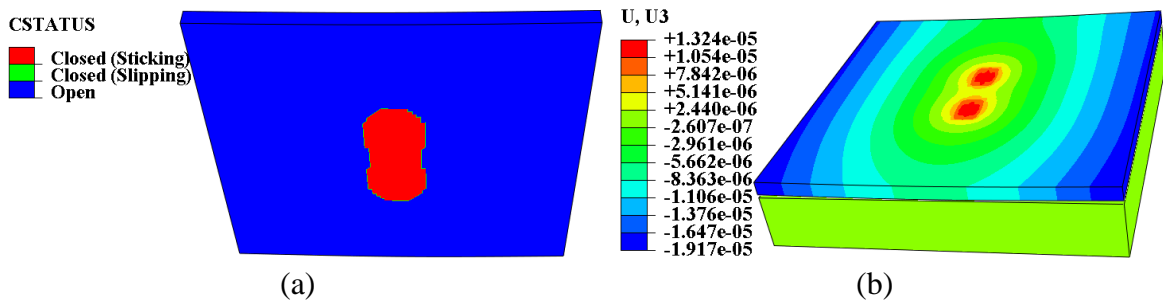 CSTATUS
Closed (Sticking)
Closed (Slipping)
Open
U, U3
+1.324e-05
+1.054e-05
+7.842e-06
+5.141e-06
+2.440e-06
-2.607e-07
-2.961e-06
-5.662e-06
-8.363e-06
-1.106e-05
-1.376e-05
-1.647e-05
-1.917e-05
(a)
(b)